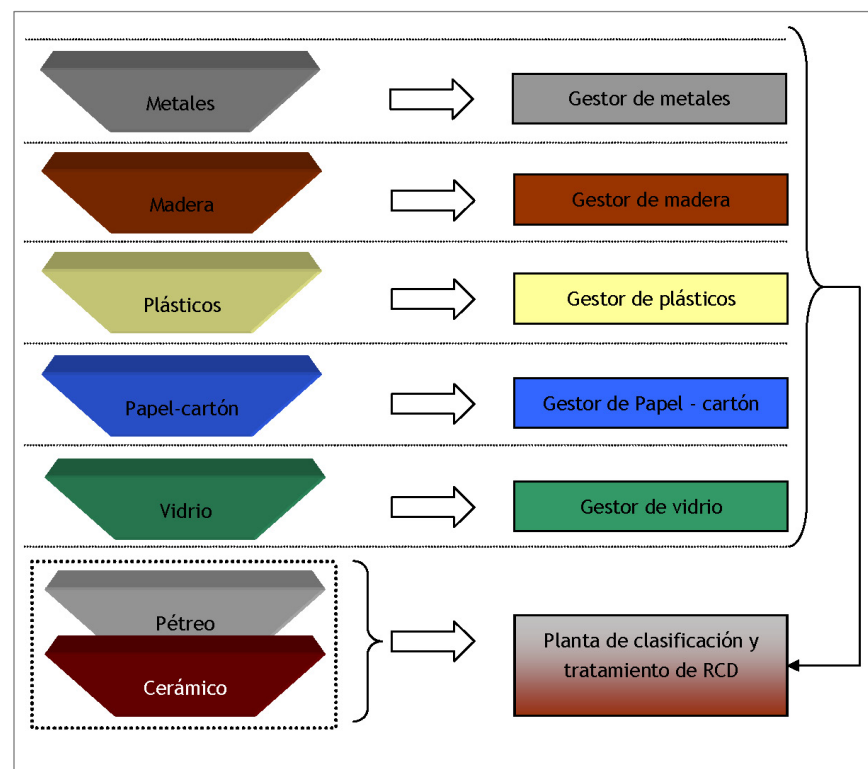 Metales
Gestor de metales
Madera
Gestor de madera
Plásticos
Gestor de plásticos
Papel-cartón
Gestor de Papel - cartón
Vidrio
Gestor de vidrio
Pétreo
Cerámico
Planta de clasificación y
tratamiento de RCD